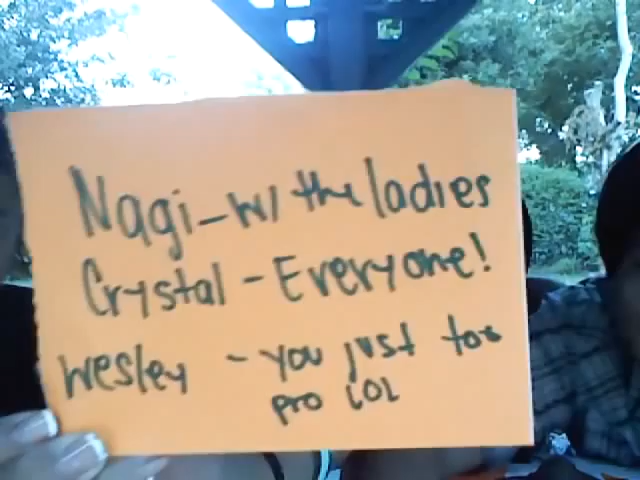 Nagi - w/ the ladies
Crystal - Everyone!
Wesley - you just too
pro LOL